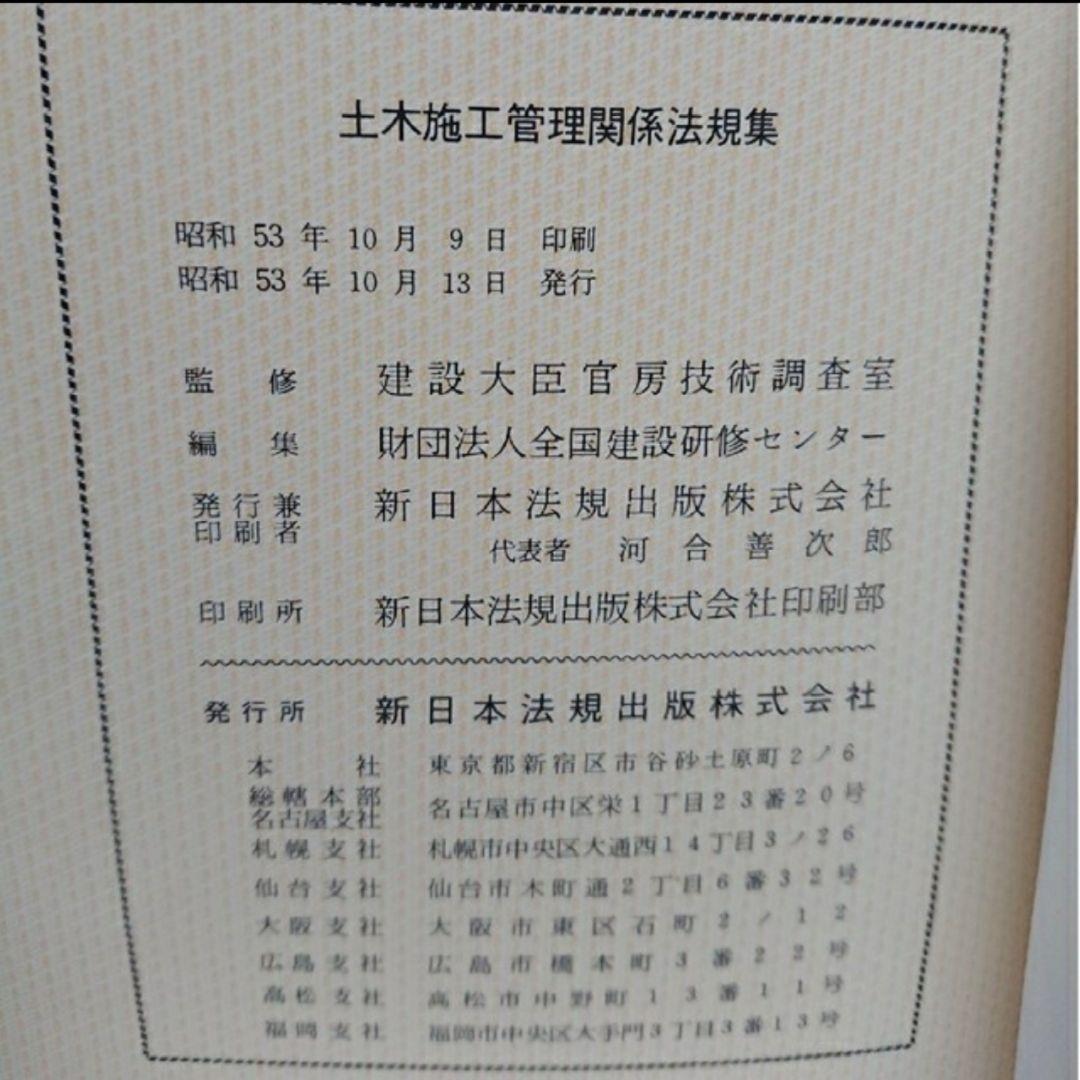 土木施工管理関係法規集
昭和 53 年 10 月 9 日 印刷
昭和 53 年 10 月 13 日 発行
監修 建設大臣官房技術調査室
編集 財団法人全国建設研修センター
発行兼印刷者 新日本法規出版株式会社
代表者 河合善次郎
印刷所 新日本法規出版株式会社印刷部
発行所 新日本法規出版株式会社
本社 東京都新宿区市谷砂土原町2ノ6
総轄本部
名古屋支社 名古屋市中区栄1丁目23番20号
札幌支社 札幌市中央区大通西14丁目3ノ26
仙台支社 仙台市木町通2丁目6番32号
大阪支社 大阪市東区石町2ノ12
広島支社 広島市橋本町3番22号
高松支社 高松市中野町13番11号
福岡支社 福岡市中央区大手門3丁目3番13号